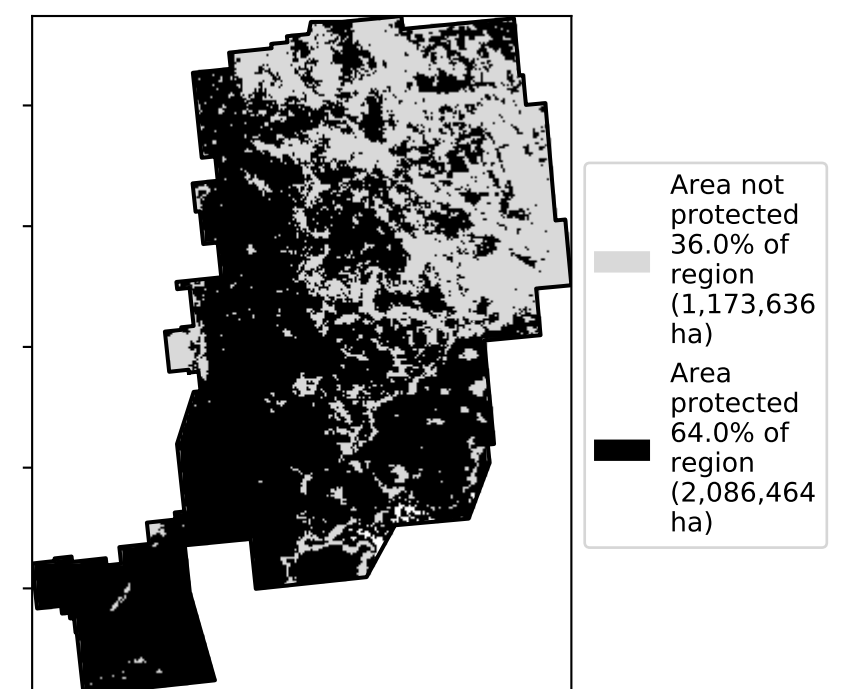 Area not
protected
36.0% of
region
(1,173,636
ha)
Area
protected
64.0% of
region
(2,086,464
ha)